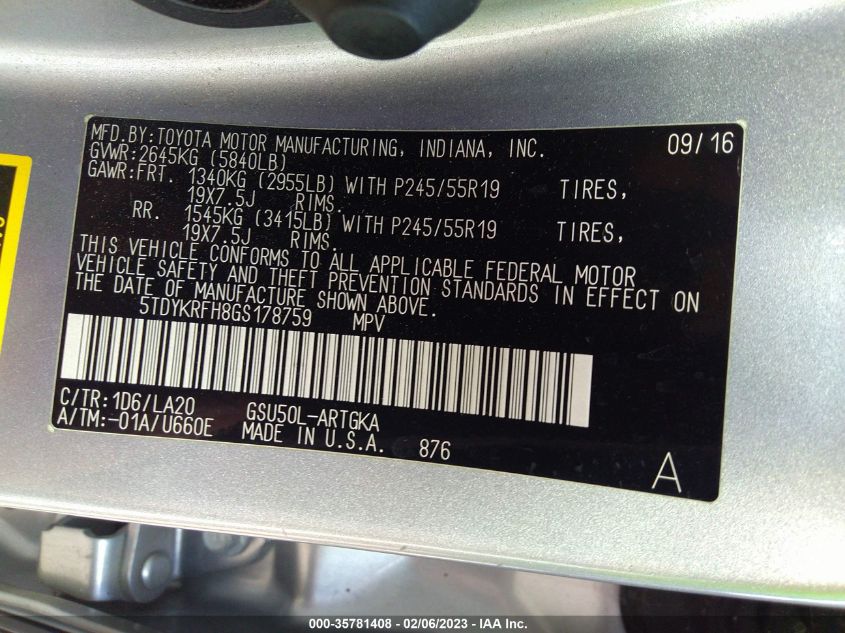 MFD.BY:TOYOTA MOTOR MANUFACTURING, INDIANA, INC. 09/16
GVWR:2645KG (5840LB)
GAWR:FRT. 1340KG (2955LB) WITH P245/55R19 TIRES,
19X7.5J RIMS.
RR. 1545KG (3415LB) WITH P245/55R19 TIRES,
19X7.5J RIMS.
THIS VEHICLE CONFORMS TO ALL APPLICABLE FEDERAL MOTOR
VEHICLE SAFETY AND THEFT PREVENTION STANDARDS IN EFFECT ON
THE DATE OF MANUFACTURE SHOWN ABOVE.
5TDYKRFH8GS178759 MPV
C/TR:1D6/LA20 GSU50L-ARTGKA
A/TM:-01A/U660E MADE IN U.S.A. 876
A
000-35781408 - 02/06/2023 - IAA Inc.